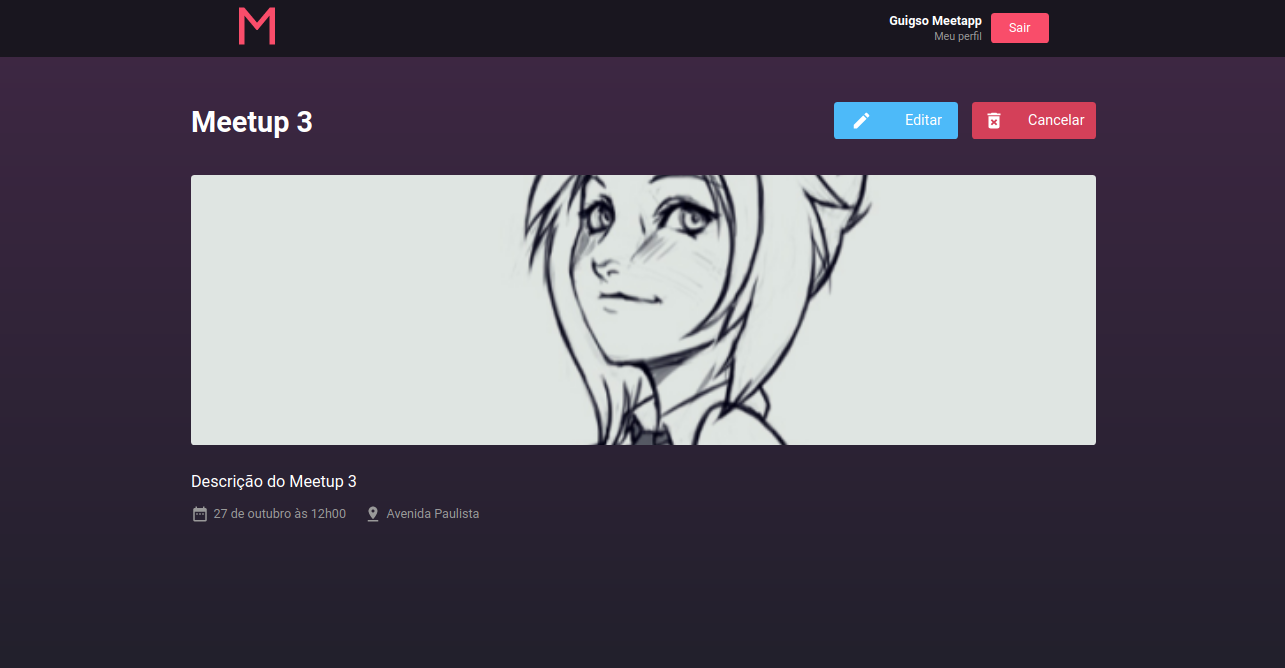 M
Guigso Meetapp
Meu perfil
Sair
Meetup 3
Editar
Cancelar
Descrição do Meetup 3
27 de outubro às 12h00
Avenida Paulista